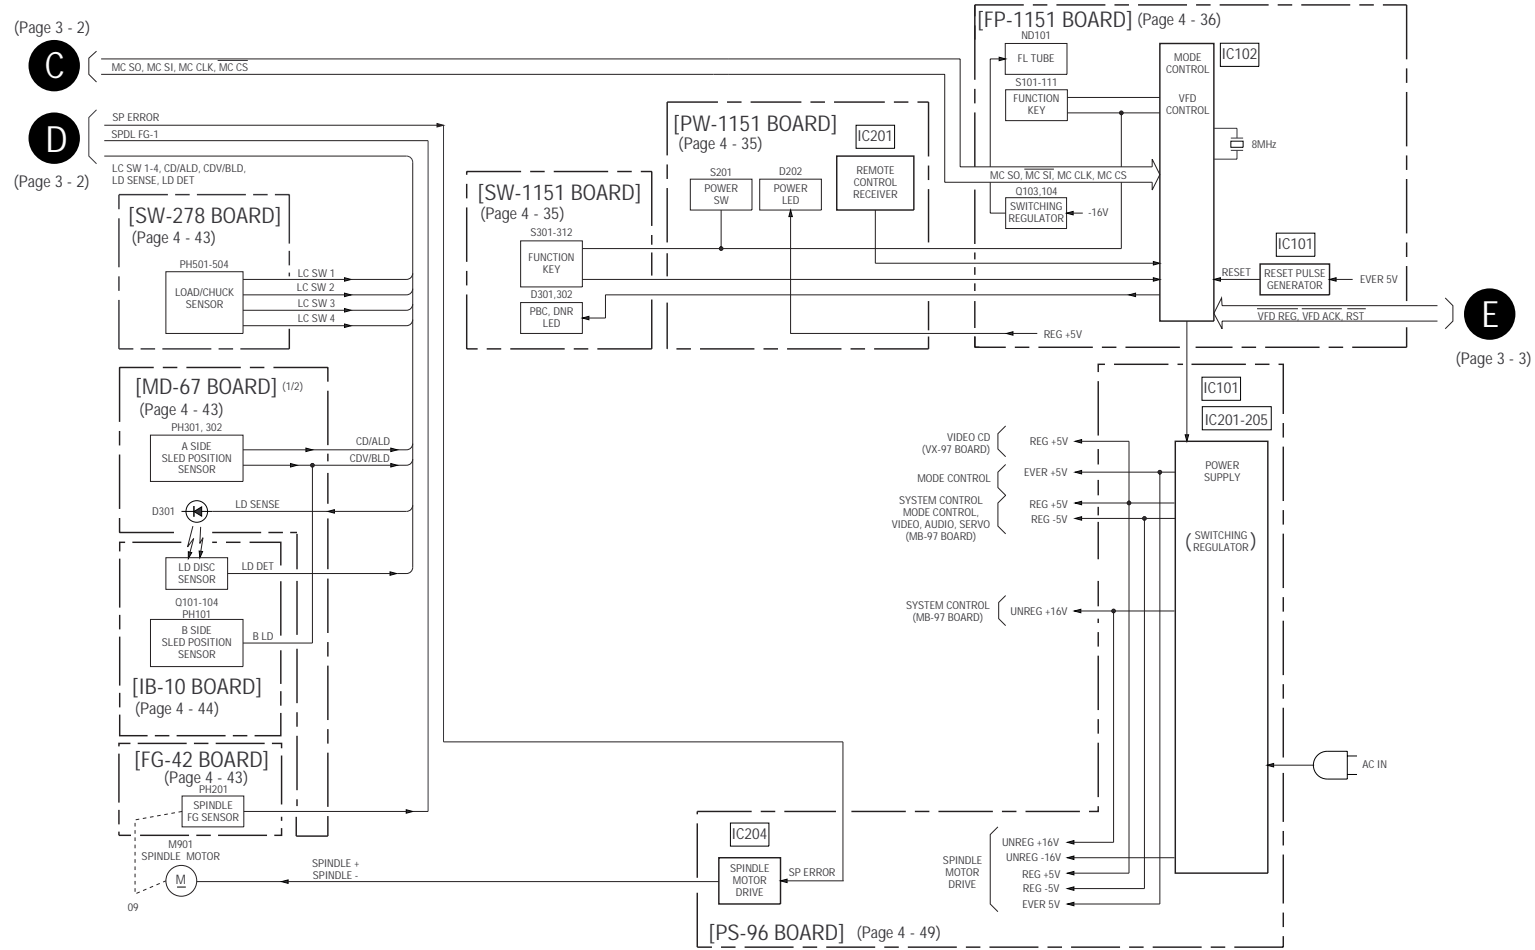 (Page 3 - 2)
C
MC SO, MC SI, MC CLK, MC CS
D
SP ERROR
SPDL FG-1
(Page 3 - 2)
LC SW 1-4, CD/ALD, CDV/BLD,
LD SENSE, LD DET
[SW-278 BOARD]
(Page 4 - 43)
PH501-504
LOAD/CHUCK
SENSOR
LC SW 1
LC SW 2
LC SW 3
LC SW 4
[MD-67 BOARD] (1/2)
(Page 4 - 43)
PH301, 302
A SIDE
SLED POSITION
SENSOR
CD/ALD
CDV/BLD
D301
LD SENSE
LD DISC
SENSOR
LD DET
Q101-104
PH101
B SIDE
SLED POSITION
SENSOR
B LD
[IB-10 BOARD]
(Page 4 - 44)
[FG-42 BOARD]
(Page 4 - 43)
PH201
SPINDLE
FG SENSOR
M901
SPINDLE MOTOR
M
09
SPINDLE +
SPINDLE -
[SW-1151 BOARD]
(Page 4 - 35)
S301-312
FUNCTION
KEY
D301,302
PBC, DNR
LED
[PW-1151 BOARD]
(Page 4 - 35)
IC201
S201
POWER
SW
D202
POWER
LED
REMOTE
CONTROL
RECEIVER
REG +5V
[FP-1151 BOARD] (Page 4 - 36)
ND101
FL TUBE
S101-111
FUNCTION
KEY
MODE
CONTROL
VFD
CONTROL
IC102
8MHz
MC SO, MC SI, MC CLK, MC CS
Q103,104
SWITCHING
REGULATOR
-16V
IC101
RESET
RESET PULSE
GENERATOR
EVER 5V
VFD REG, VFD ACK, RST
E
(Page 3 - 3)
IC101
IC201-205
POWER
SUPPLY
(SWITCHING
REGULATOR)
VIDEO CD
(VX-97 BOARD)
REG +5V
MODE CONTROL
EVER +5V
SYSTEM CONTROL
MODE CONTROL,
VIDEO, AUDIO, SERVO
(MB-97 BOARD)
REG +5V
REG -5V
SYSTEM CONTROL
(MB-97 BOARD)
UNREG +16V
AC IN
IC204
SPINDLE
MOTOR
DRIVE
SP ERROR
SPINDLE
MOTOR
DRIVE
UNREG +16V
UNREG -16V
REG +5V
REG -5V
EVER 5V
[PS-96 BOARD] (Page 4 - 49)